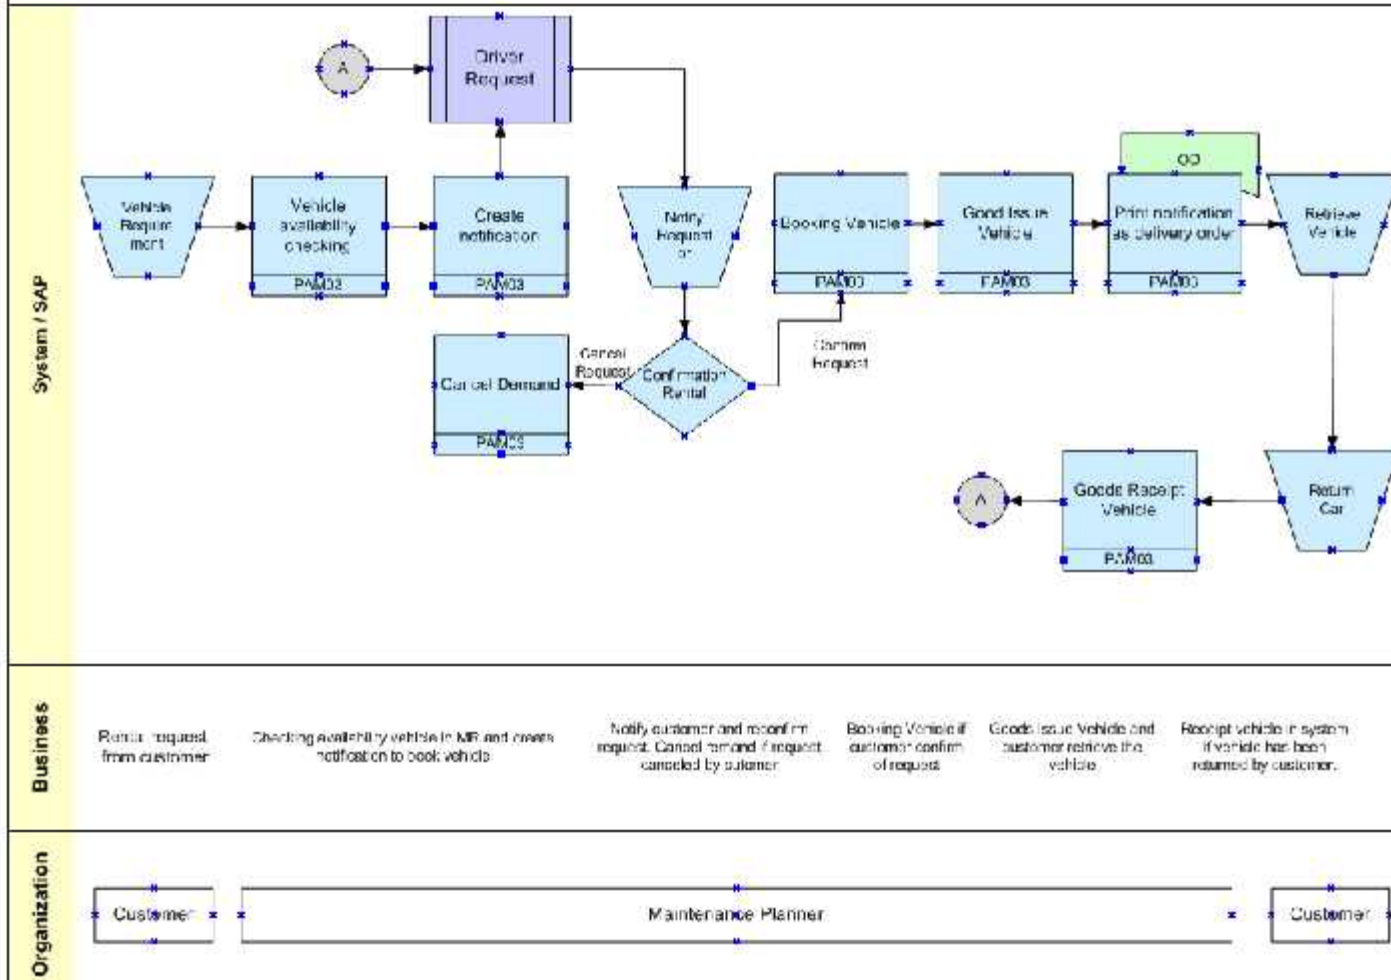 System / SAP
A
Driver
Request
Vehicle
Require
ment
Vehicle
availability
checking
PAM03
Create
notification
PAM03
Notify
Request
or
Booking Vehicle
PAM03
Good Issue
Vehicle
PAM03
Print notification
as delivery order
PAM03
Retrieve
Vehicle
Cancel Demand
PAM03
Cancel
Request
Confirmation
Rental
Confirm
Request
A
Goods Receipt
Vehicle
PAM03
Return
Car
Business
Rental request
from customer
Checking availability vehicle in MR and create
notification to book vehicle
Notify customer and reconfirm
request. Cancel demand if request
canceled by
Booking Vehicle if
customer confirm
of request
Goods Issue Vehicle and
customer retrieve the
vehicle
Receipt vehicle in system
if vehicle has been
returned by customer.
Organization
Customer
Maintenance Planner
Customer